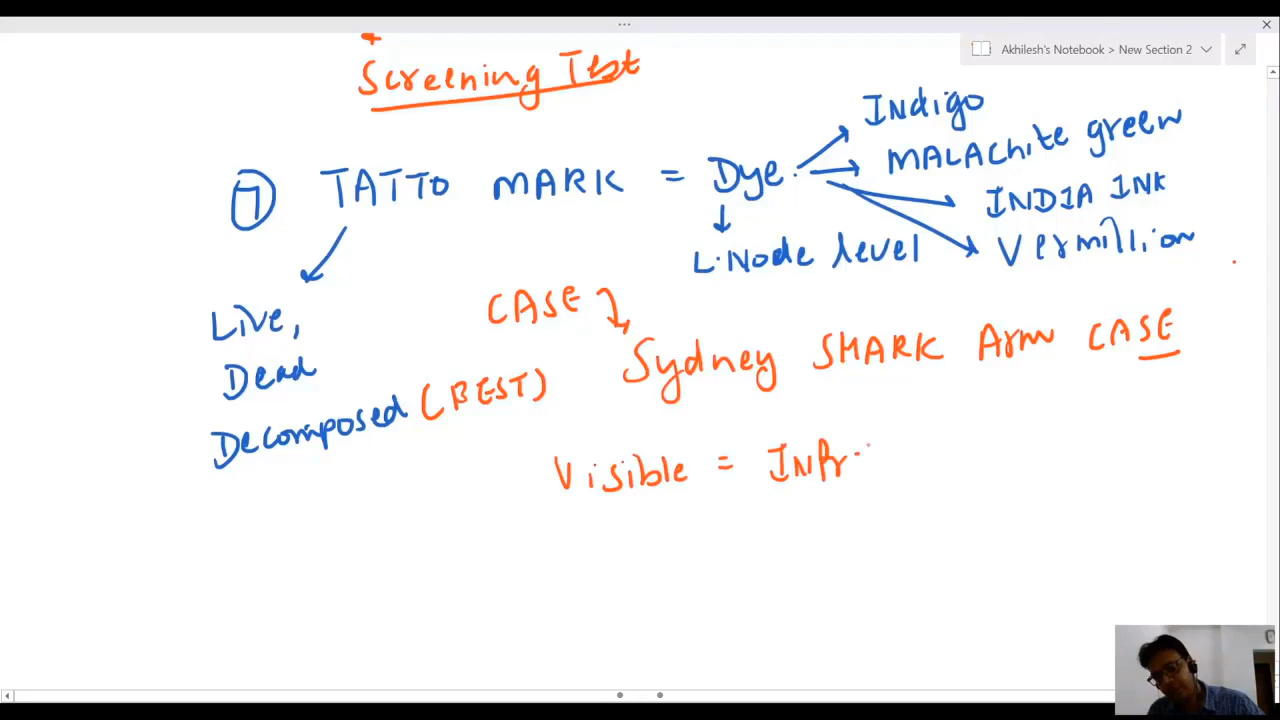 Akhilesh's Notebook > New Section 2
Screening Test
7 TATTO MARK = Dye
Indigo
MALAChite green
INDIA INK
Vermillion
L.Node level
Live,
Dead
Decomposed (BEST)
CASE
Sydney SHARK Arm CASE
Visible = INfr